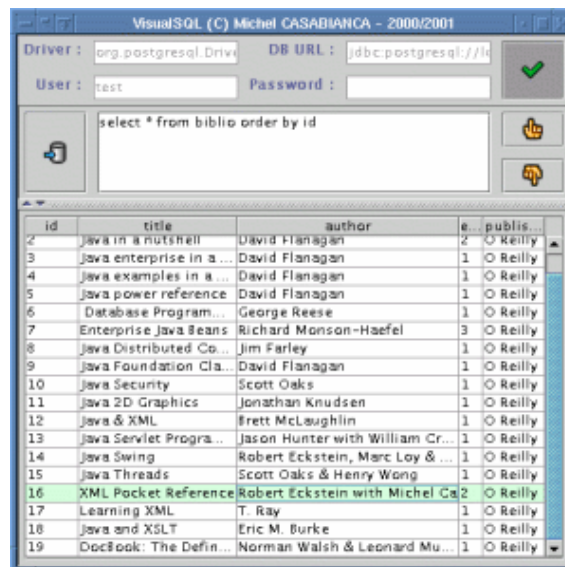 VisualSQL (C) Michel CASABIANCA - 2000/2001
Driver : org.postgresql.Drive DB URL : jdbc:postgresql://lo
User : test Password :
select * from biblio order by id
id title author e... publis...
2 Java in a nutshell David Flanagan 2 O Reilly
3 Java enterprise in a ... David Flanagan 1 O Reilly
4 Java examples in a ... David Flanagan 1 O Reilly
5 Java power reference David Flanagan 1 O Reilly
6 Database Program... George Reese 1 O Reilly
7 Enterprise Java Beans Richard Monson-Haefel 3 O Reilly
8 Java Distributed Co... Jim Farley 1 O Reilly
9 Java Foundation Cla... David Flanagan 1 O Reilly
10 Java Security Scott Oaks 1 O Reilly
11 Java 2D Graphics Jonathan Knudsen 1 O Reilly
12 Java & XML Brett McLaughlin 1 O Reilly
13 Java Servlet Progra... Jason Hunter with William Cr... 1 O Reilly
14 Java Swing Robert Eckstein, Marc Loy & ... 1 O Reilly
15 Java Threads Scott Oaks & Henry Wong 1 O Reilly
16 XML Pocket Reference Robert Eckstein with Michel Ca 2 O Reilly
17 Learning XML T. Ray 1 O Reilly
18 Java and XSLT Eric M. Burke 1 O Reilly
19 DocBook: The Defin... Norman Walsh & Leonard Mu... 1 O Reilly